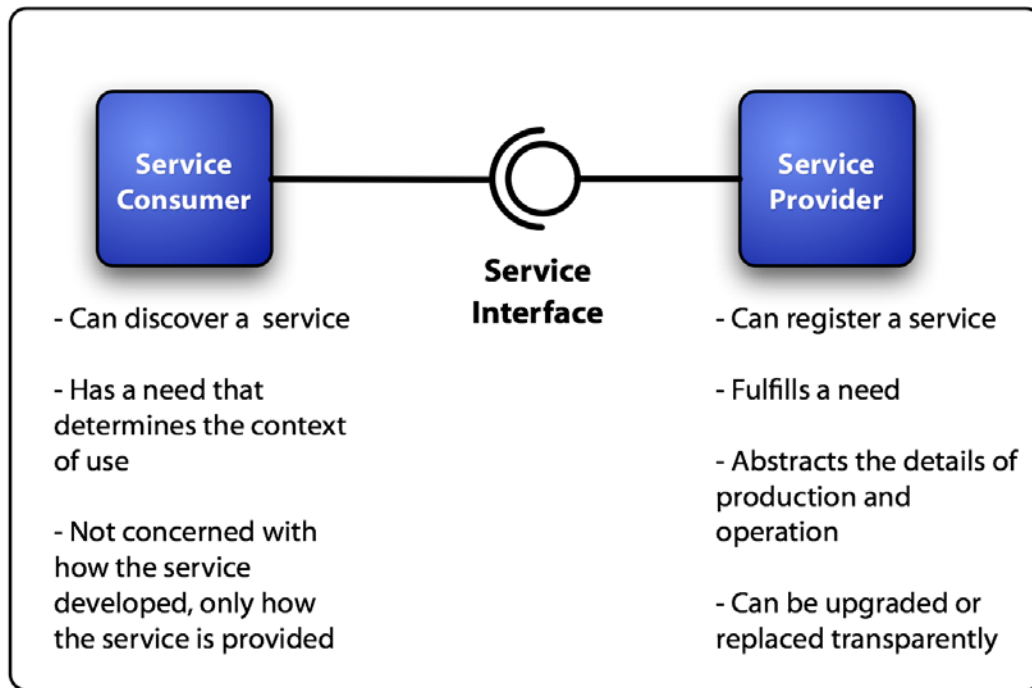 Service
Consumer
Service
Interface
Service
Provider
- Can discover a service
- Has a need that
determines the context
of use
- Not concerned with
how the service
developed, only how
the service is provided
- Can register a service
- Fulfills a need
- Abstracts the details of
production and
operation
- Can be upgraded or
replaced transparently